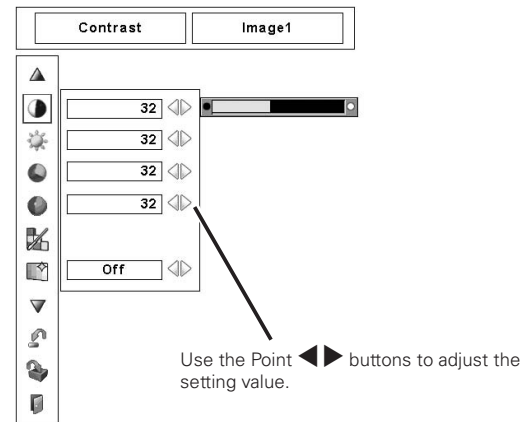 Contrast Image1
32
32
32
32
Off
Use the Point ◀▶ buttons to adjust the
setting value.